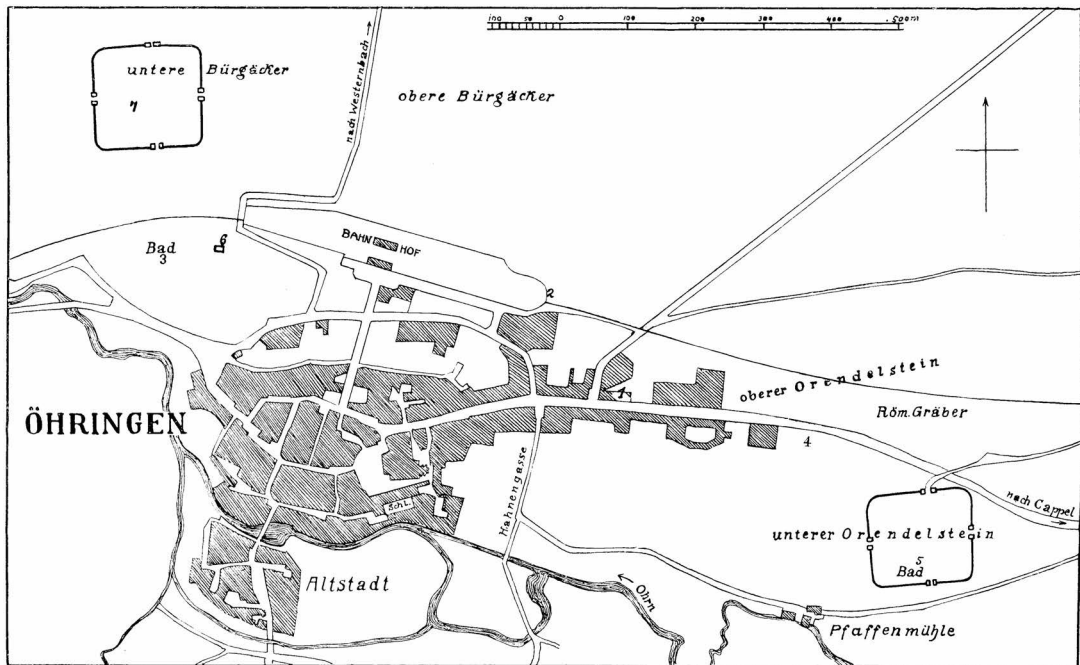 100 50 0 100 200 300 400 500m
untere Bürgäcker
7
nach Westernbach →
obere Bürgäcker
Bad
3
6
BAHN HOF
2
1
oberer Orendelstein
Röm. Gräber
4
ÖHRINGEN
Hahnengasse
Schl.
nach Cappel
unterer Orendelstein
5
Bad
Altstadt
← Ohrn
Pfaffenmühle